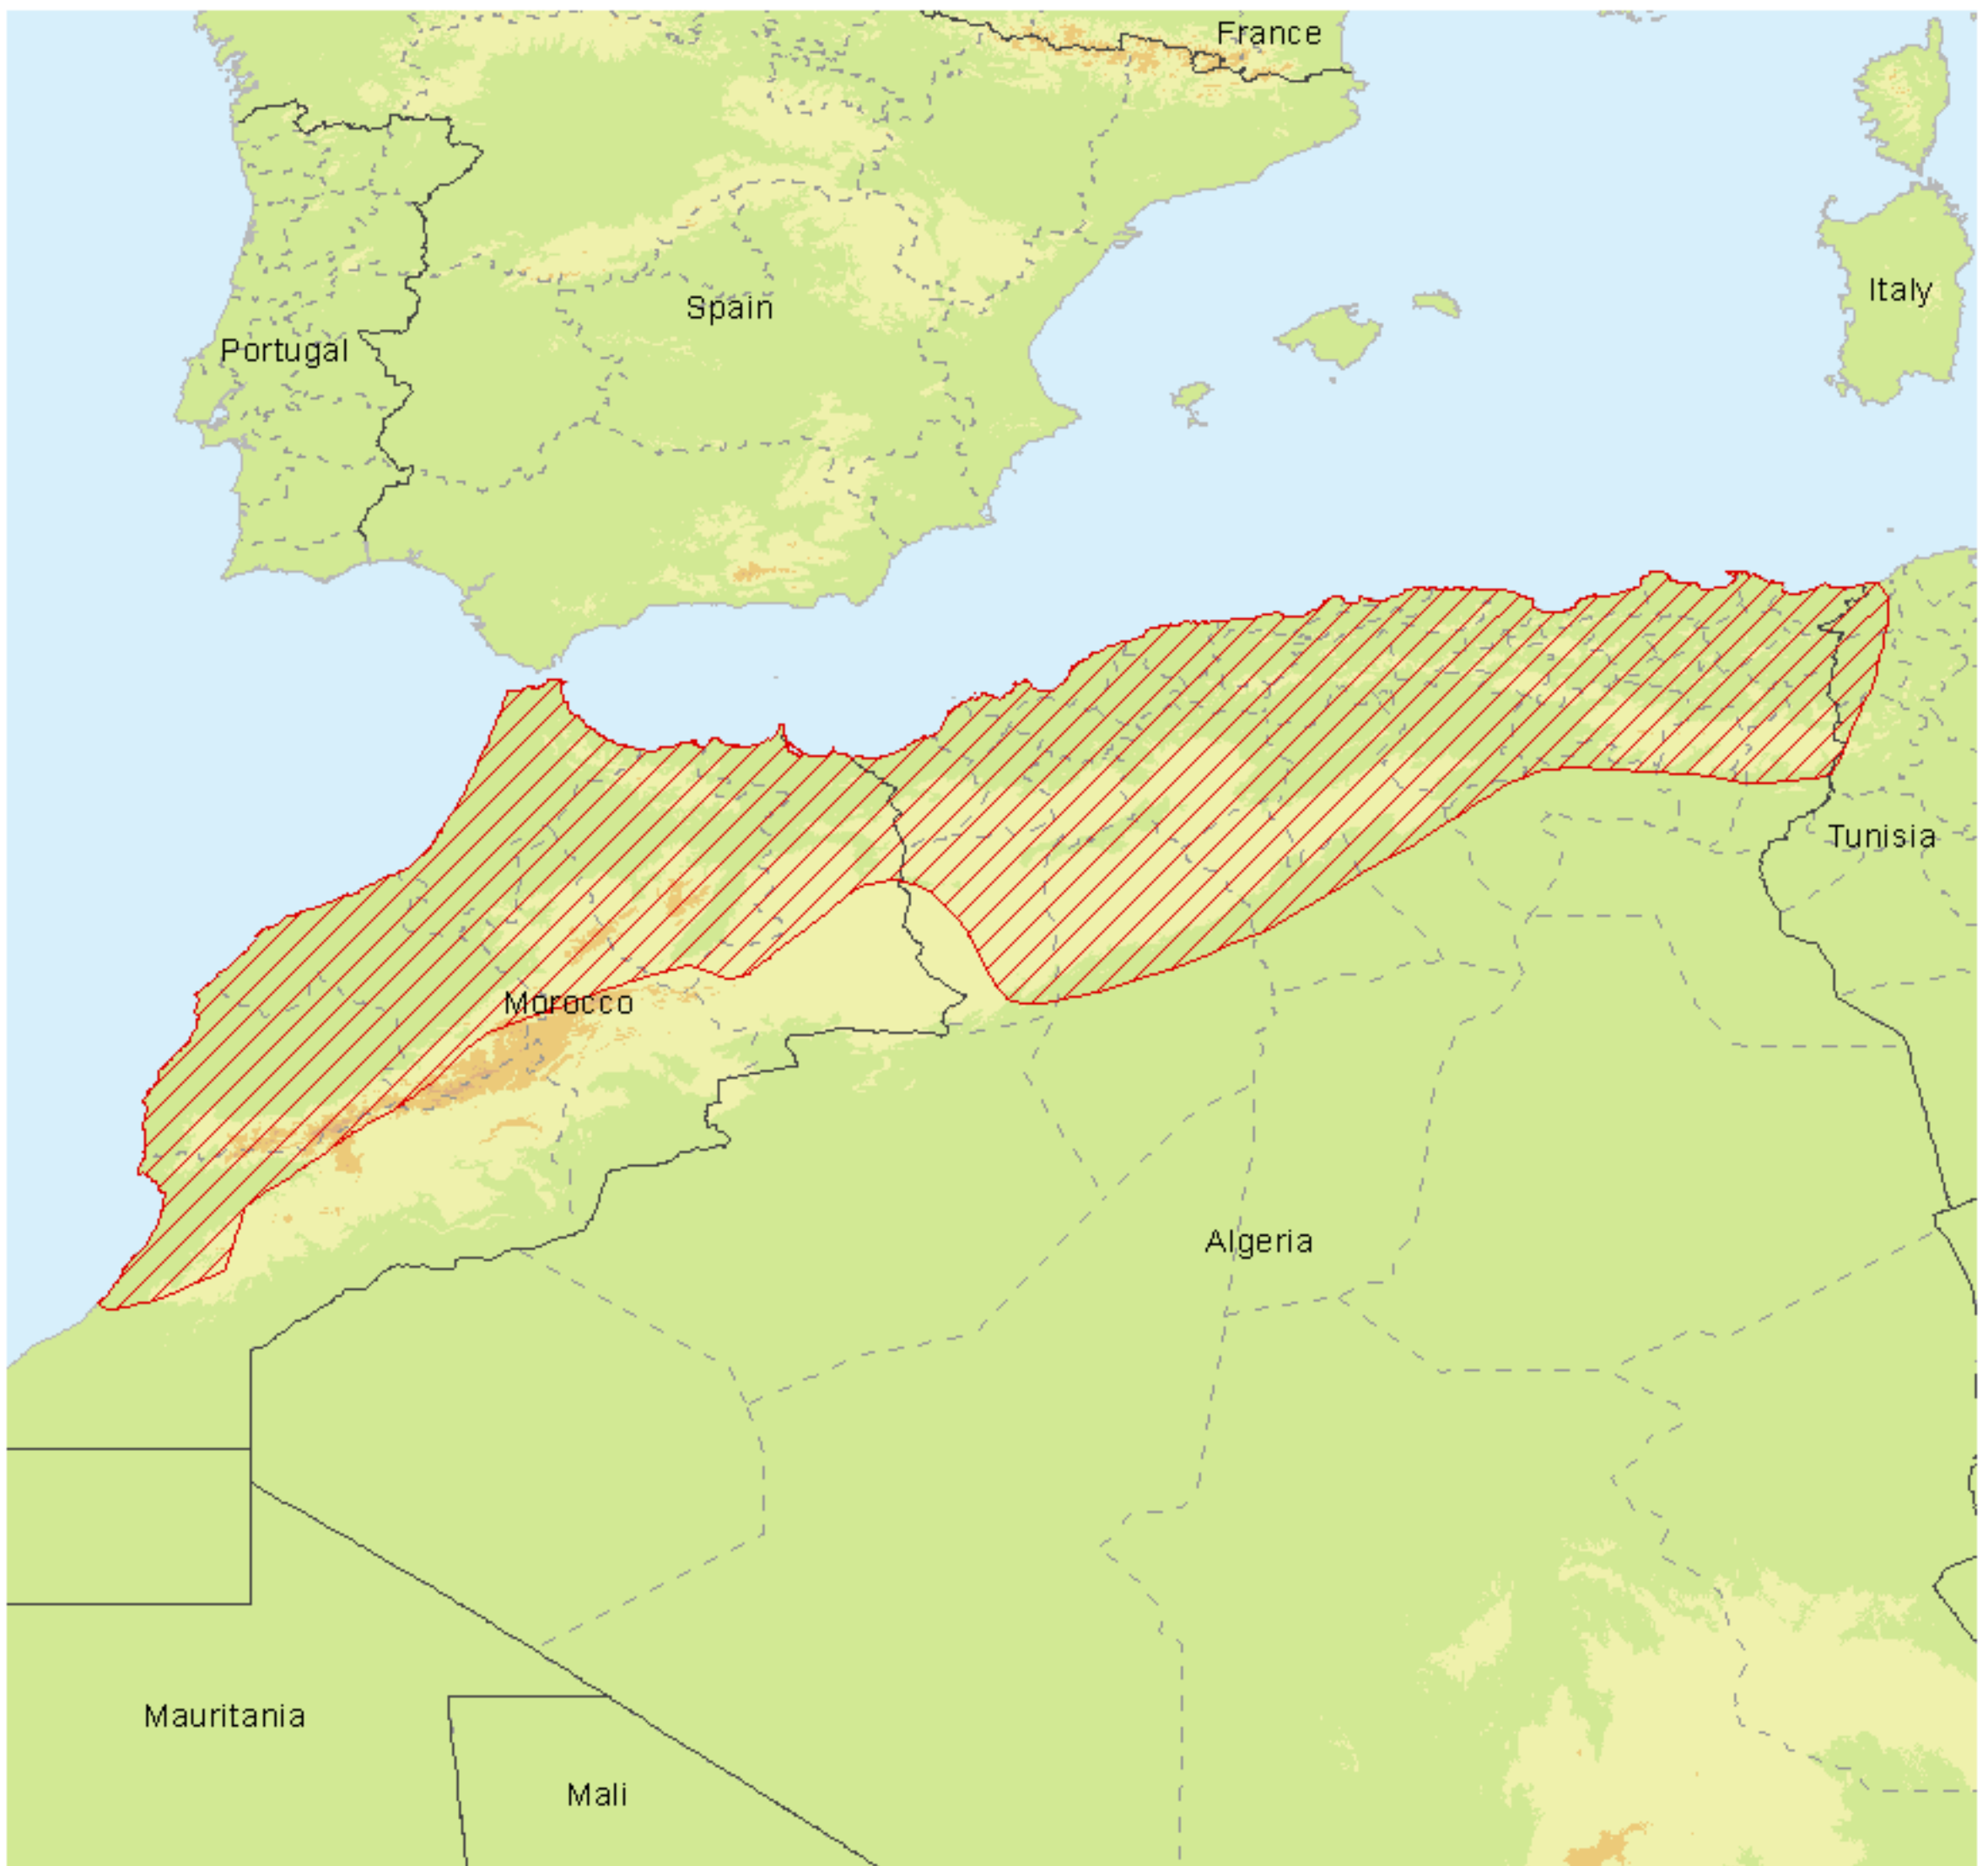 France
Italy
Spain
Portugal
Tunisia
Morocco
Algeria
Mauritania
Mali